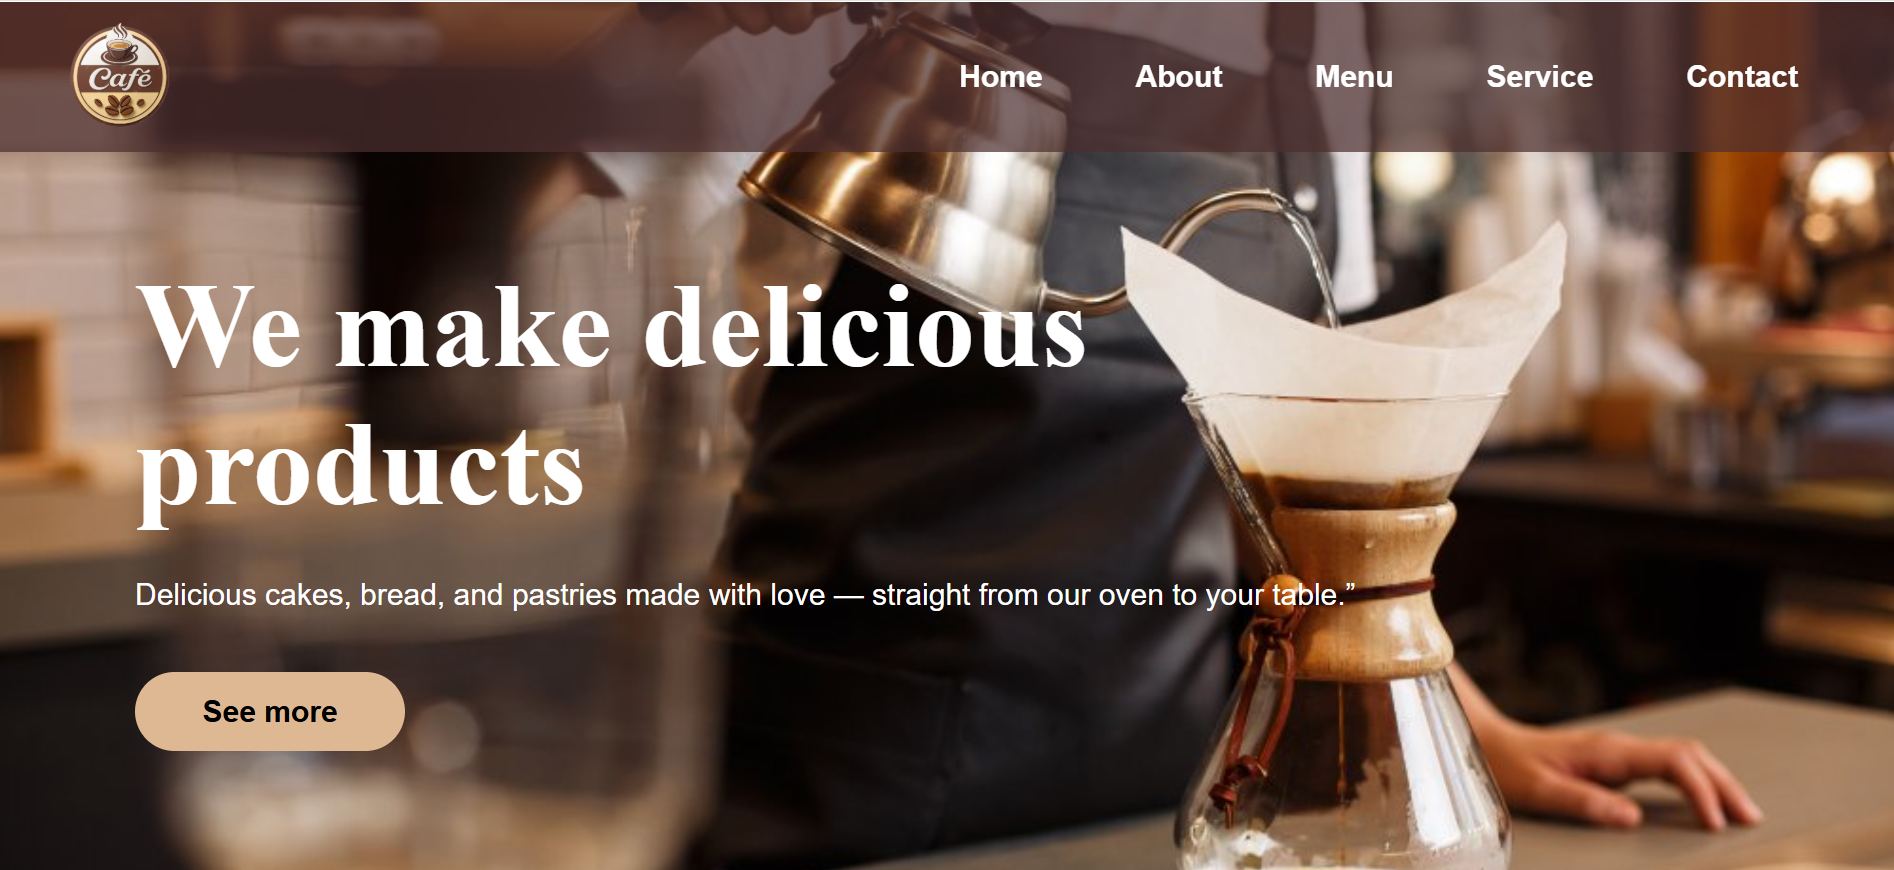 Café
Home About Menu Service Contact
We make delicious
products
Delicious cakes, bread, and pastries made with love — straight from our oven to your table.”
See more